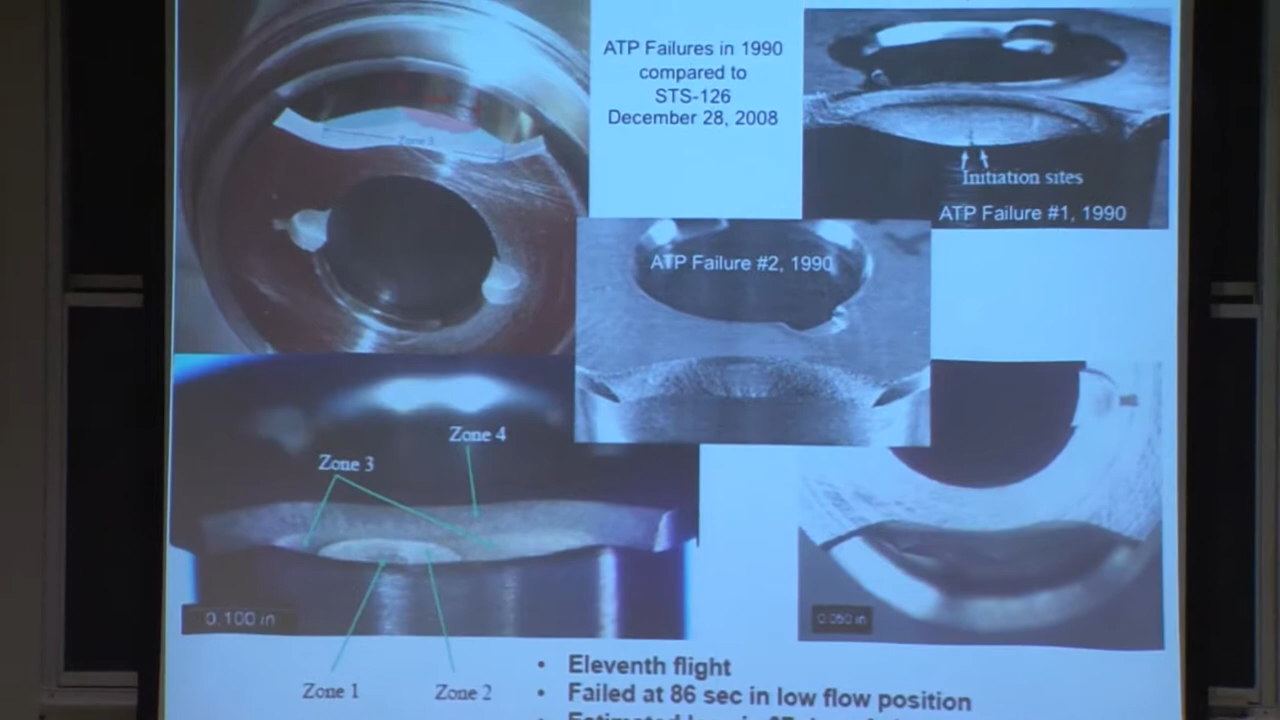 ATP Failures in 1990
compared to
STS-126
December 28, 2008
Zone 3
Initiation sites
ATP Failure #1, 1990
ATP Failure #2, 1990
Zone 4
Zone 3
0.100 in
0.050 in
Zone 1
Zone 2
• Eleventh flight
• Failed at 86 sec in low flow position